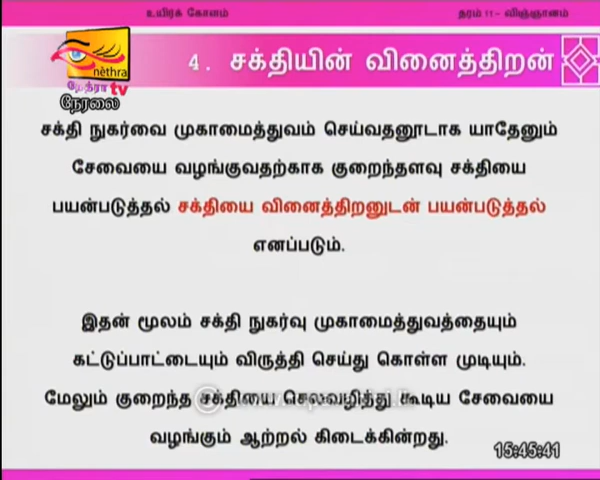 உயிர்க் கோளம்
தரம் 11 - விஞ்ஞானம்
nethra
நேத்ரா tv
நேரலை
4. சக்தியின் வினைத்திறன்
சக்தி நுகர்வை முகாமைத்துவம் செய்வதனூடாக யாதேனும்
சேவையை வழங்குவதற்காக குறைந்தளவு சக்தியை
பயன்படுத்தல் சக்தியை வினைத்திறனுடன் பயன்படுத்தல்
எனப்படும்.
இதன் மூலம் சக்தி நுகர்வு முகாமைத்துவத்தையும்
கட்டுப்பாட்டையும் விருத்தி செய்து கொள்ள முடியும்.
மேலும் குறைந்த சக்தியை செலவழித்து கூடிய சேவையை
வழங்கும் ஆற்றல் கிடைக்கின்றது.
15:45:41